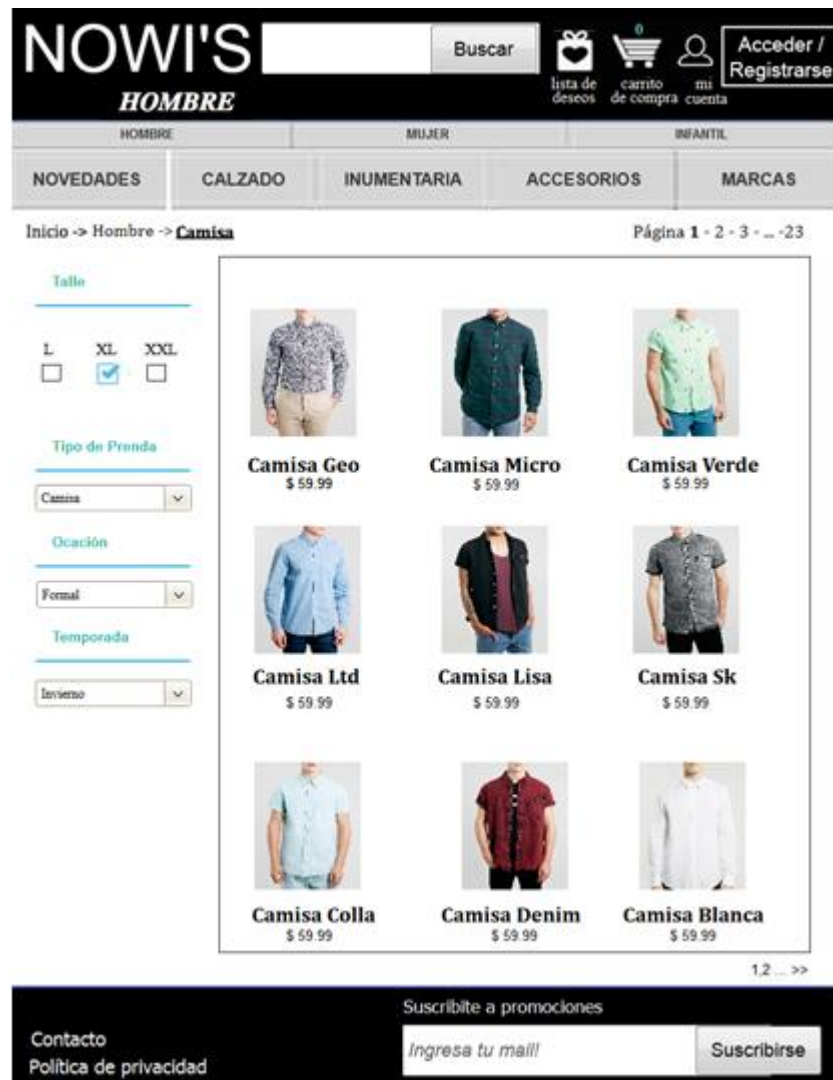 NOWI'S
HOMBRE
Buscar
0
lista de deseos
carrito de compra
mi cuenta
Acceder / Registrarse
HOMBRE MUJER INFANTIL
NOVEDADES CALZADO INUMENTARIA ACCESORIOS MARCAS
Inicio -> Hombre -> Camisa
Página 1 - 2 - 3 - ... -23
Talle
L XL XXL
Tipo de Prenda
Camisa
Ocación
Formal
Temporada
Invierno
Camisa Geo Camisa Micro Camisa Verde
$ 59.99 $ 59.99 $ 59.99
Camisa Ltd Camisa Lisa Camisa Sk
$ 59.99 $ 59.99 $ 59.99
Camisa Colla Camisa Denim Camisa Blanca
$ 59.99 $ 59.99 $ 59.99
1,2 ... >>
Contacto
Política de privacidad
Suscribite a promociones
Ingresa tu mail!
Suscribirse